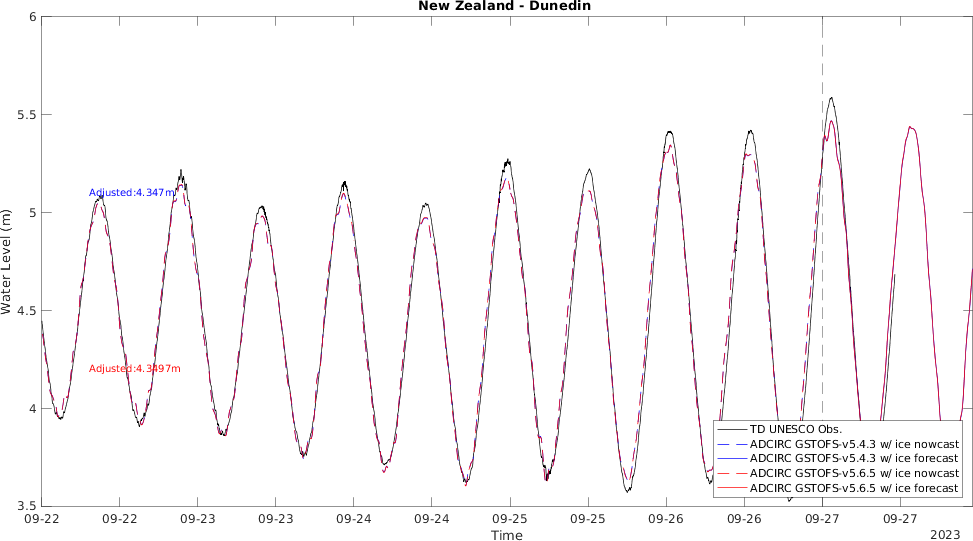 New Zealand - Dunedin
6
5.5
5
4.5
4
3.5
Water Level (m)
Adjusted:4.347m
Adjusted:4.3497m
TD UNESCO Obs.
ADCIRC GSTOFS-v5.4.3 w/ ice nowcast
ADCIRC GSTOFS-v5.4.3 w/ ice forecast
ADCIRC GSTOFS-v5.6.5 w/ ice nowcast
ADCIRC GSTOFS-v5.6.5 w/ ice forecast
09-22 09-22 09-23 09-23 09-24 09-24 09-25 09-25 09-26 09-26 09-27 09-27
Time
2023